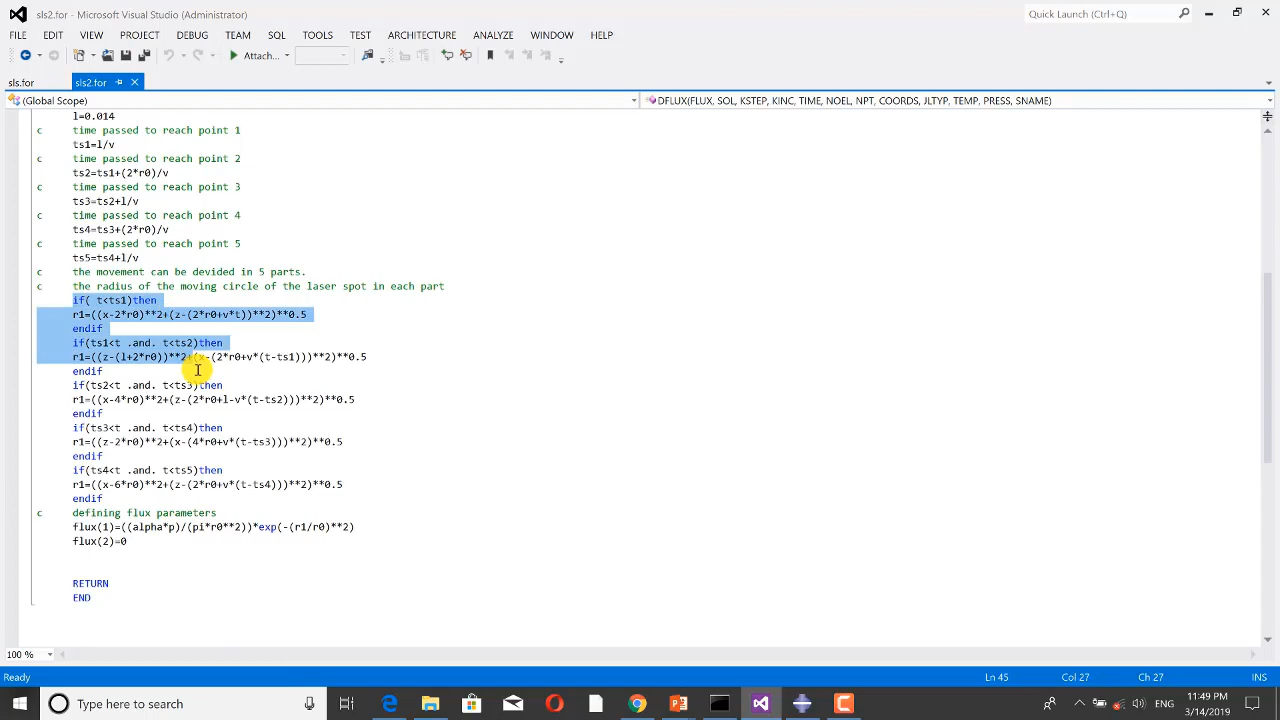 sls2.for - Microsoft Visual Studio (Administrator)
Quick Launch (Ctrl+Q)
FILE EDIT VIEW PROJECT DEBUG TEAM SQL TOOLS TEST ARCHITECTURE ANALYZE WINDOW HELP
Attach...
sls.for sls2.for
(Global Scope) DFLUX(FLUX, SOL, KSTEP, KINC, TIME, NOEL, NPT, COORDS, JLTYP, TEMP, PRESS, SNAME)
l=0.014
c time passed to reach point 1
ts1=l/v
c time passed to reach point 2
ts2=ts1+(2*r0)/v
c time passed to reach point 3
ts3=ts2+l/v
c time passed to reach point 4
ts4=ts3+(2*r0)/v
c time passed to reach point 5
ts5=ts4+l/v
c the movement can be devided in 5 parts.
c the radius of the moving circle of the laser spot in each part
if( t<ts1)then
r1=((x-2*r0)**2+(z-(2*r0+v*t))**2)**0.5
endif
if(ts1<t .and. t<ts2)then
r1=((z-(l+2*r0))**2+(x-(2*r0+v*(t-ts1)))**2)**0.5
endif
if(ts2<t .and. t<ts3)then
r1=((x-4*r0)**2+(z-(2*r0+l-v*(t-ts2)))**2)**0.5
endif
if(ts3<t .and. t<ts4)then
r1=((z-2*r0)**2+(x-(4*r0+v*(t-ts3)))**2)**0.5
endif
if(ts4<t .and. t<ts5)then
r1=((x-6*r0)**2+(z-(2*r0+v*(t-ts4)))**2)**0.5
endif
c defining flux parameters
flux(1)=((alpha*p)/(pi*r0**2))*exp(-(r1/r0)**2)
flux(2)=0
RETURN
END
100 %
Ready Ln 45 Col 27 Ch 27 INS
Type here to search
ENG
11:49 PM
3/14/2019